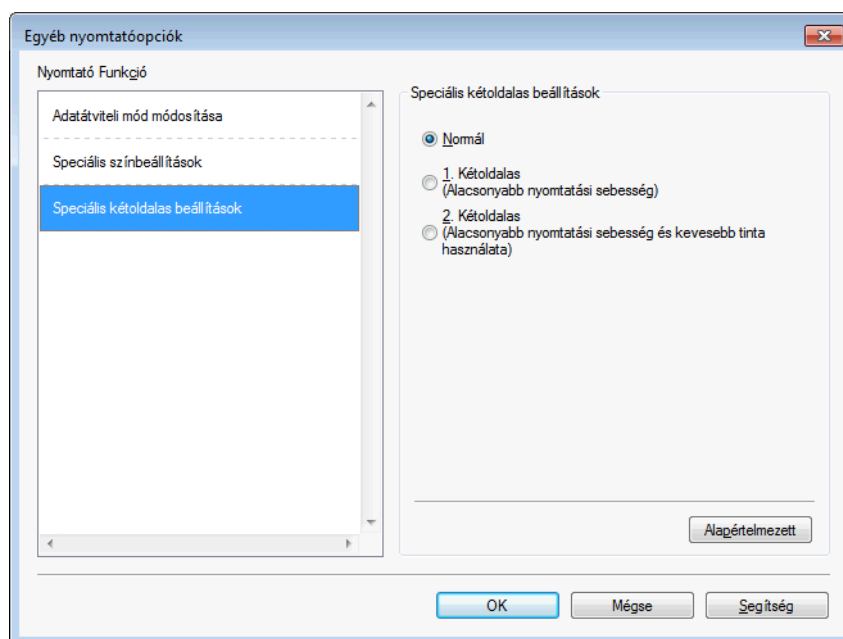 Egyéb nyomtatóopciók
Nyomtató Funkció
Adatátviteli mód módosítása
Speciális színbeállítások
Speciális kétoldalas beállítások
Speciális kétoldalas beállítások
Normál
1. Kétoldalas
(Alacsonyabb nyomtatási sebesség)
2. Kétoldalas
(Alacsonyabb nyomtatási sebesség és kevesebb tinta
használata)
Alapértelmezett
OK
Mégse
Segítség